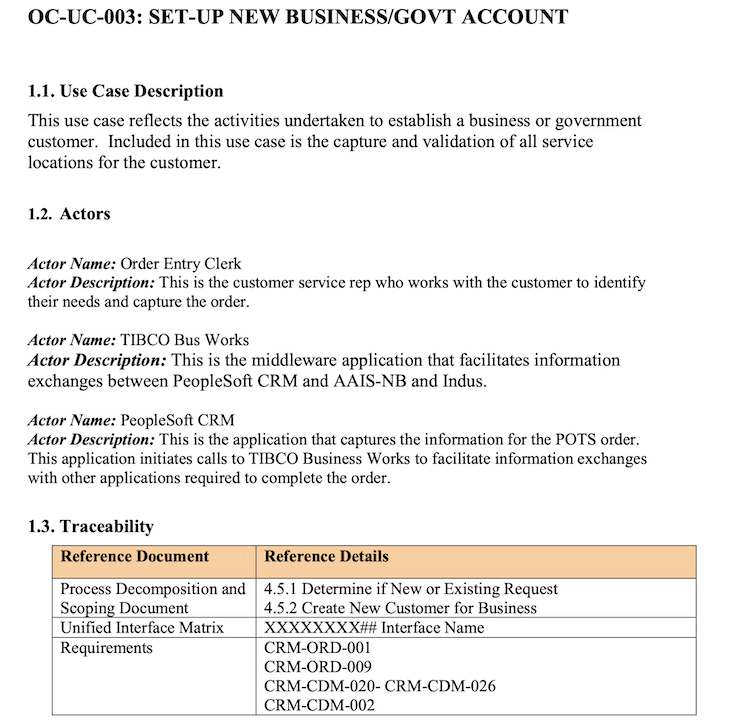 OC-UC-003: SET-UP NEW BUSINESS/GOVT ACCOUNT
1.1. Use Case Description
This use case reflects the activities undertaken to establish a business or government
customer. Included in this use case is the capture and validation of all service
locations for the customer.
1.2. Actors
Actor Name: Order Entry Clerk
Actor Description: This is the customer service rep who works with the customer to identify
their needs and capture the order.
Actor Name: TIBCO Bus Works
Actor Description: This is the middleware application that facilitates information
exchanges between PeopleSoft CRM and AAIS-NB and Indus.
Actor Name: PeopleSoft CRM
Actor Description: This is the application that captures the information for the POTS order.
This application initiates calls to TIBCO Business Works to facilitate information exchanges
with other applications required to complete the order.
1.3. Traceability
Reference Document Reference Details
Process Decomposition and 4.5.1 Determine if New or Existing Request
Scoping Document 4.5.2 Create New Customer for Business
Unified Interface Matrix XXXXXXXX## Interface Name
Requirements CRM-ORD-001
CRM-ORD-009
CRM-CDM-020- CRM-CDM-026
CRM-CDM-002